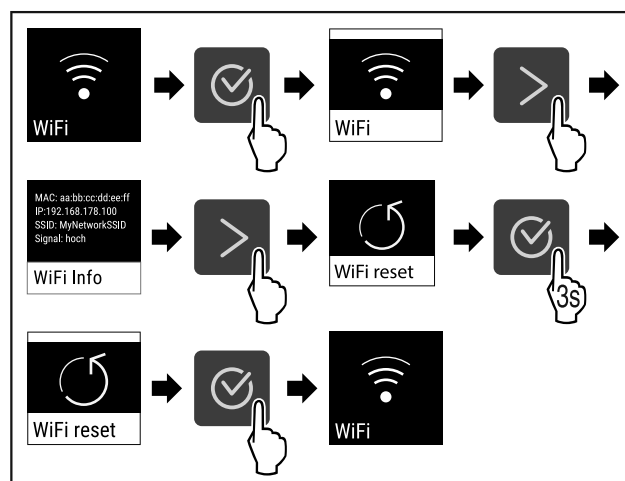 WiFi
WiFi
MAC: aa:bb:cc:dd:ee:ff
IP:192.168.178.100
SSID: MyNetworkSSID
Signal: hoch
WiFi Info
WiFi reset
3s
WiFi reset
WiFi